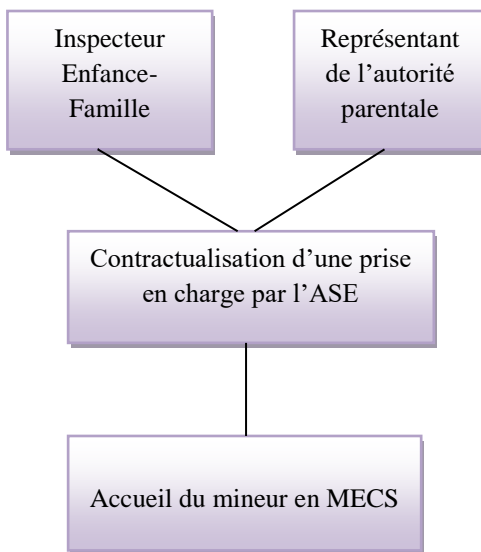 Inspecteur
Enfance-
Famille
Représentant
de l’autorité
parentale
Contractualisation d’une prise
en charge par l’ASE
Accueil du mineur en MECS